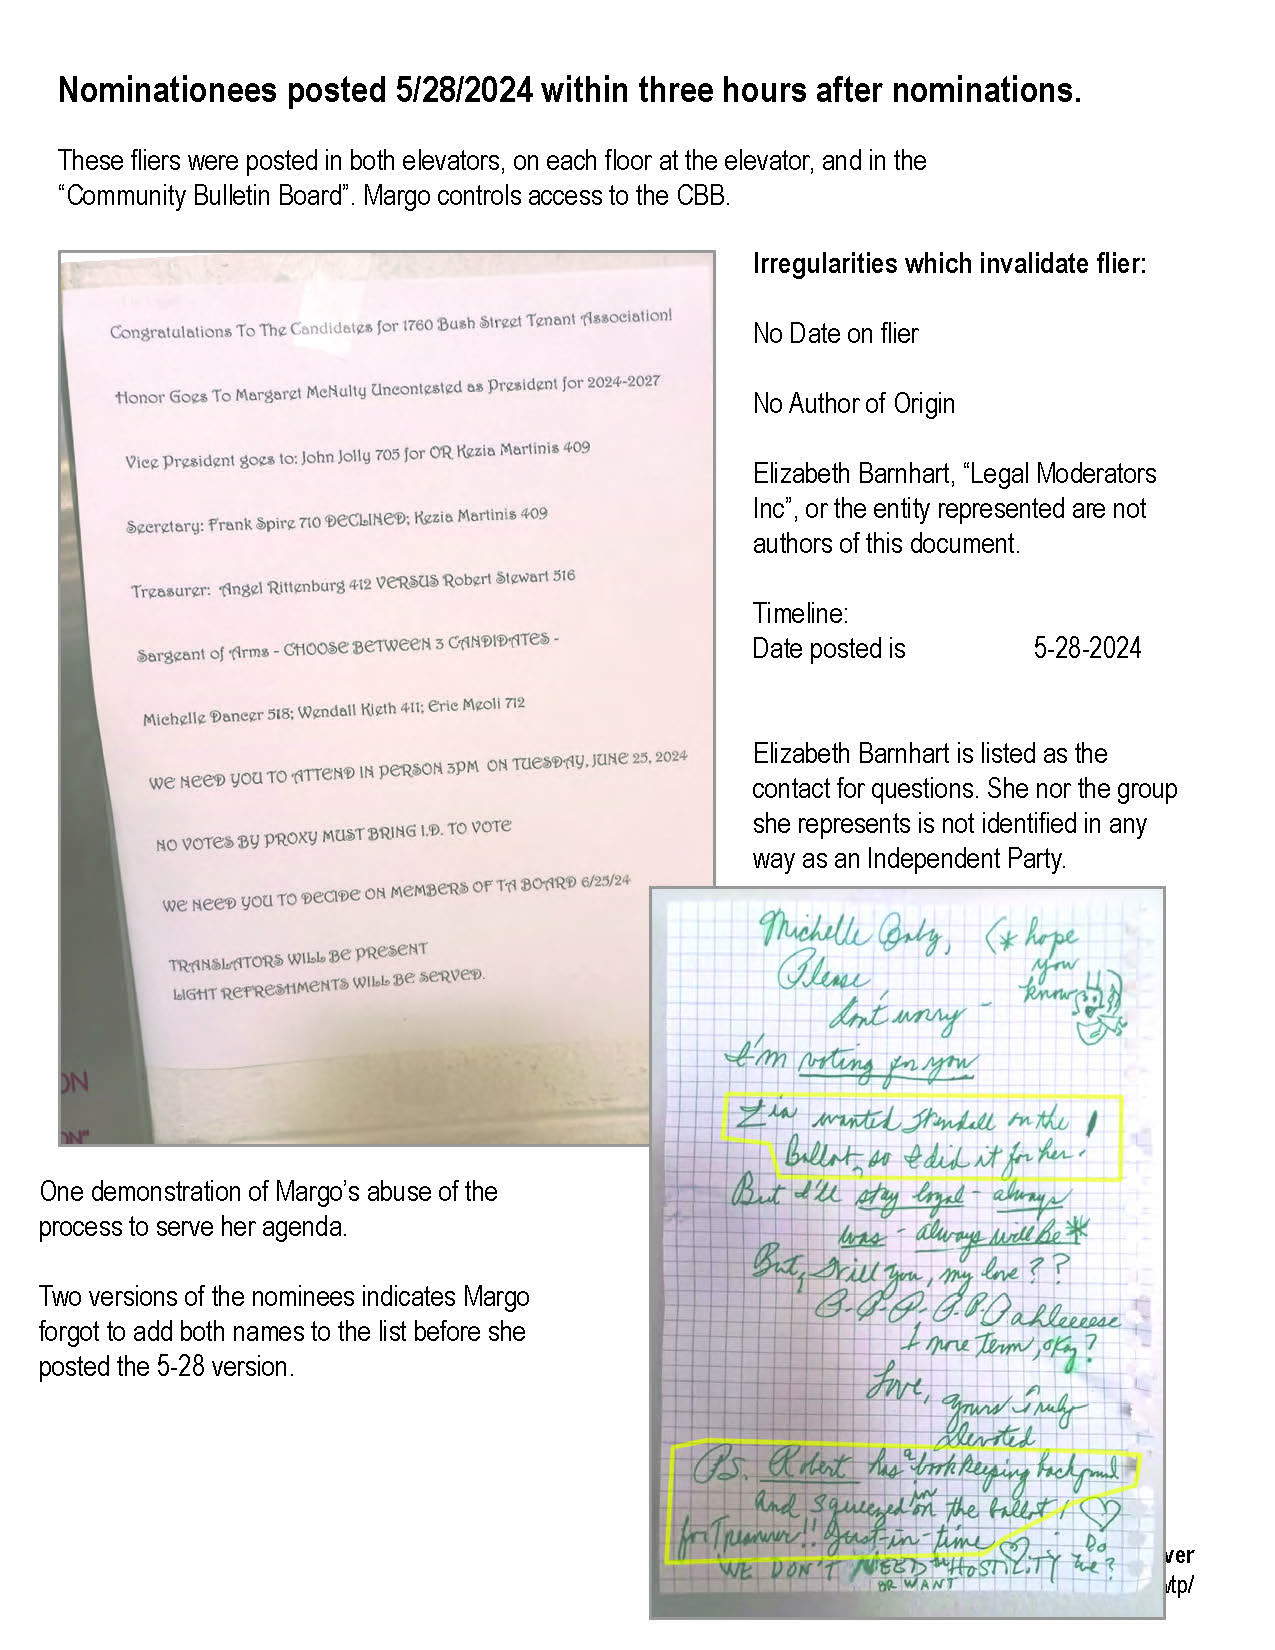 Nominationees posted 5/28/2024 within three hours after nominations.
These fliers were posted in both elevators, on each floor at the elevator, and in the
“Community Bulletin Board”. Margo controls access to the CBB.
Congratulations To The Candidates for 1760 Bush Street Tenant Association!
Honor Goes To Margaret McNulty Uncontested as President for 2024-2027
Vice President goes to: John Jolly 705 for OR Kezia Martinis 409
Secretary: Frank Spire 710 DECLINED; Kezia Martinis 409
Treasurer: Angel Rittenburg 412 VERSUS Robert Stewart 516
Sargeant of Arms - CHOOSE BETWEEN 3 CANDIDATES -
Michelle Dancer 518; Wendall Kieth 411; Eric Meoli 712
WE NEED YOU TO ATTEND IN PERSON 3PM ON TUESDAY, JUNE 25, 2024
NO VOTES BY PROXY MUST BRING I.D. TO VOTE
WE NEED YOU TO DECIDE ON MEMBERS OF TA BOARD 6/25/24
TRANSLATORS WILL BE PRESENT
LIGHT REFRESHMENTS WILL BE SERVED.
ON
ON"
Irregularities which invalidate flier:
No Date on flier
No Author of Origin
Elizabeth Barnhart, “Legal Moderators
Inc”, or the entity represented are not
authors of this document.
Timeline:
Date posted is 5-28-2024
Elizabeth Barnhart is listed as the
contact for questions. She nor the group
she represents is not identified in any
way as an Independent Party.
Michelle Baby, (* hope
you
know
Please,
Don't worry -
I'm voting for you
wanted Wendall on the
Ballot, so I did it for her!
But I'll stay loyal - always
was - always will Be *
But, Will you, my love ? ?
P-P-P-P-P-P ahleeeese
1 more Term, okay?
Love,
yours Truly
Devoted
Ps. Robert has a bookkeeping background
and squeezed in on the ballot!
for Treasurer!! Just-in-time
WE DON'T NEED the HOSTILITY Do we?
OR WANT
One demonstration of Margo’s abuse of the
process to serve her agenda.
Two versions of the nominees indicates Margo
forgot to add both names to the list before she
posted the 5-28 version.
ver
vtp/